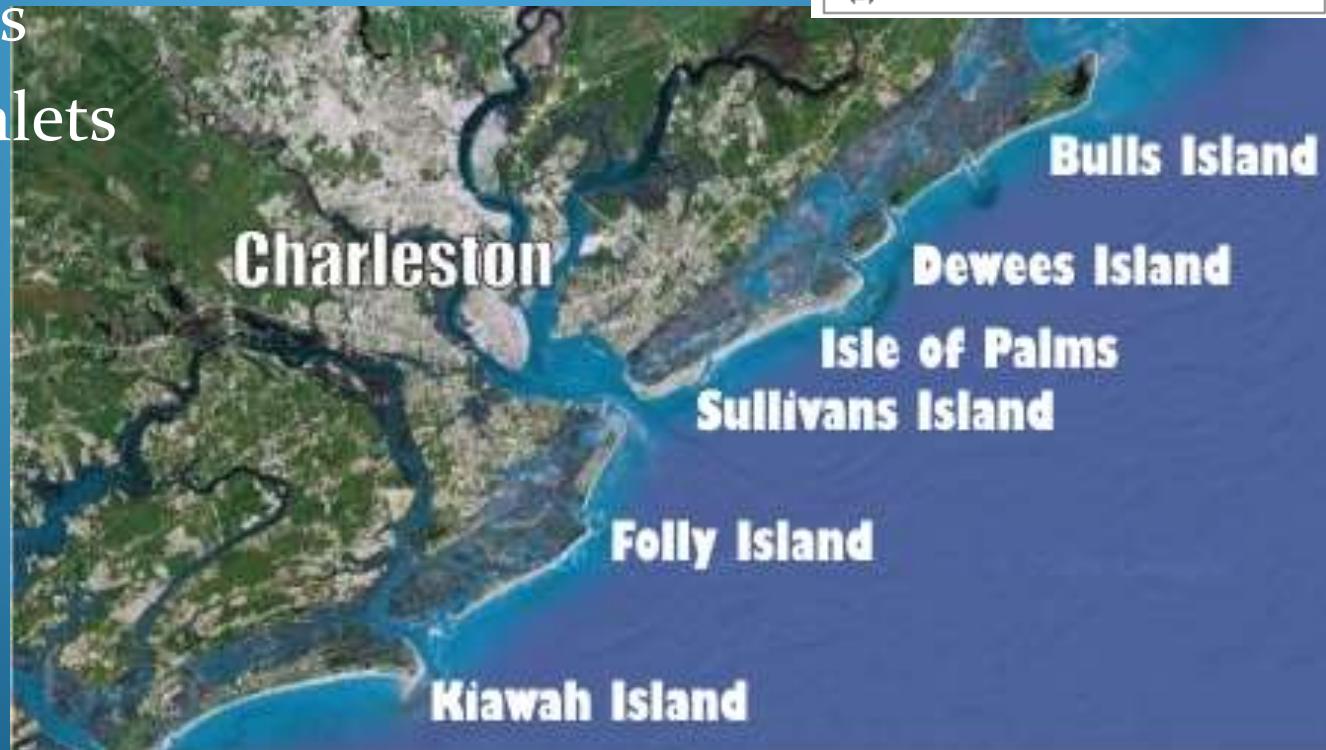 s
lets
Bulls Island
Charleston
Dewees Island
Isle of Palms
Sullivans Island
Folly Island
Kiawah Island